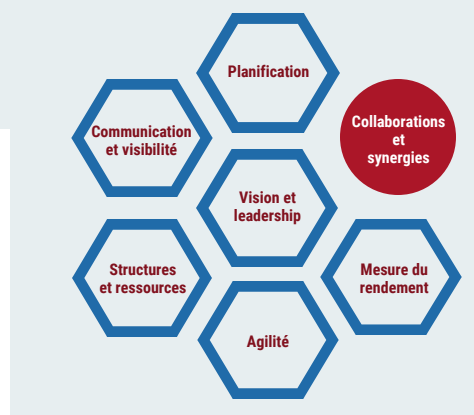 Planification
Communication
et visibilité
Collaborations
et
synergies
Vision et
leadership
Structures
et ressources
Mesure du
rendement
Agilité